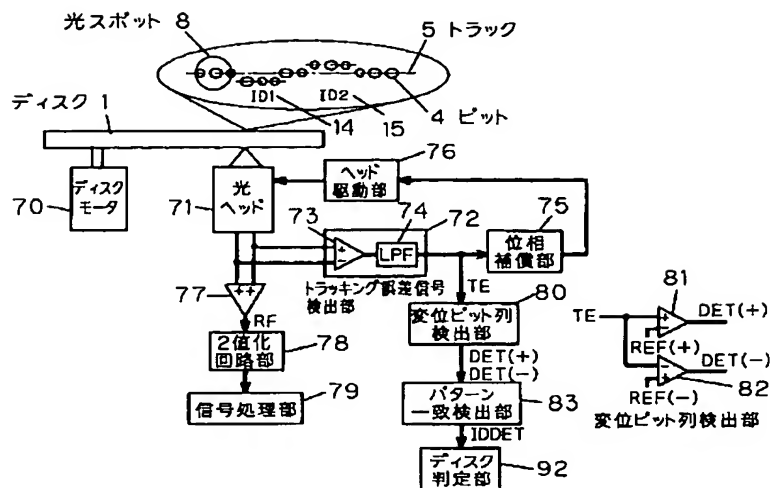 光スポット 8
5 トラック
ID1
ID2
14
15
4 ピット
ディスク 1
76
ヘッド
駆動部
70
ディスク
モータ
71
光
ヘッド
73
74
72
LPF
トラッキング誤差信号
検出部
75
位相
補償部
TE
77
RF
78
2値化
回路部
79
信号処理部
80
変位ピット列
検出部
DET(+)
DET(-)
83
パターン
一致検出部
IDDET
ディスク
判定部
92
TE
81
DET(+)
REF(+)
DET(-)
82
REF(-)
変位ピット列検出部